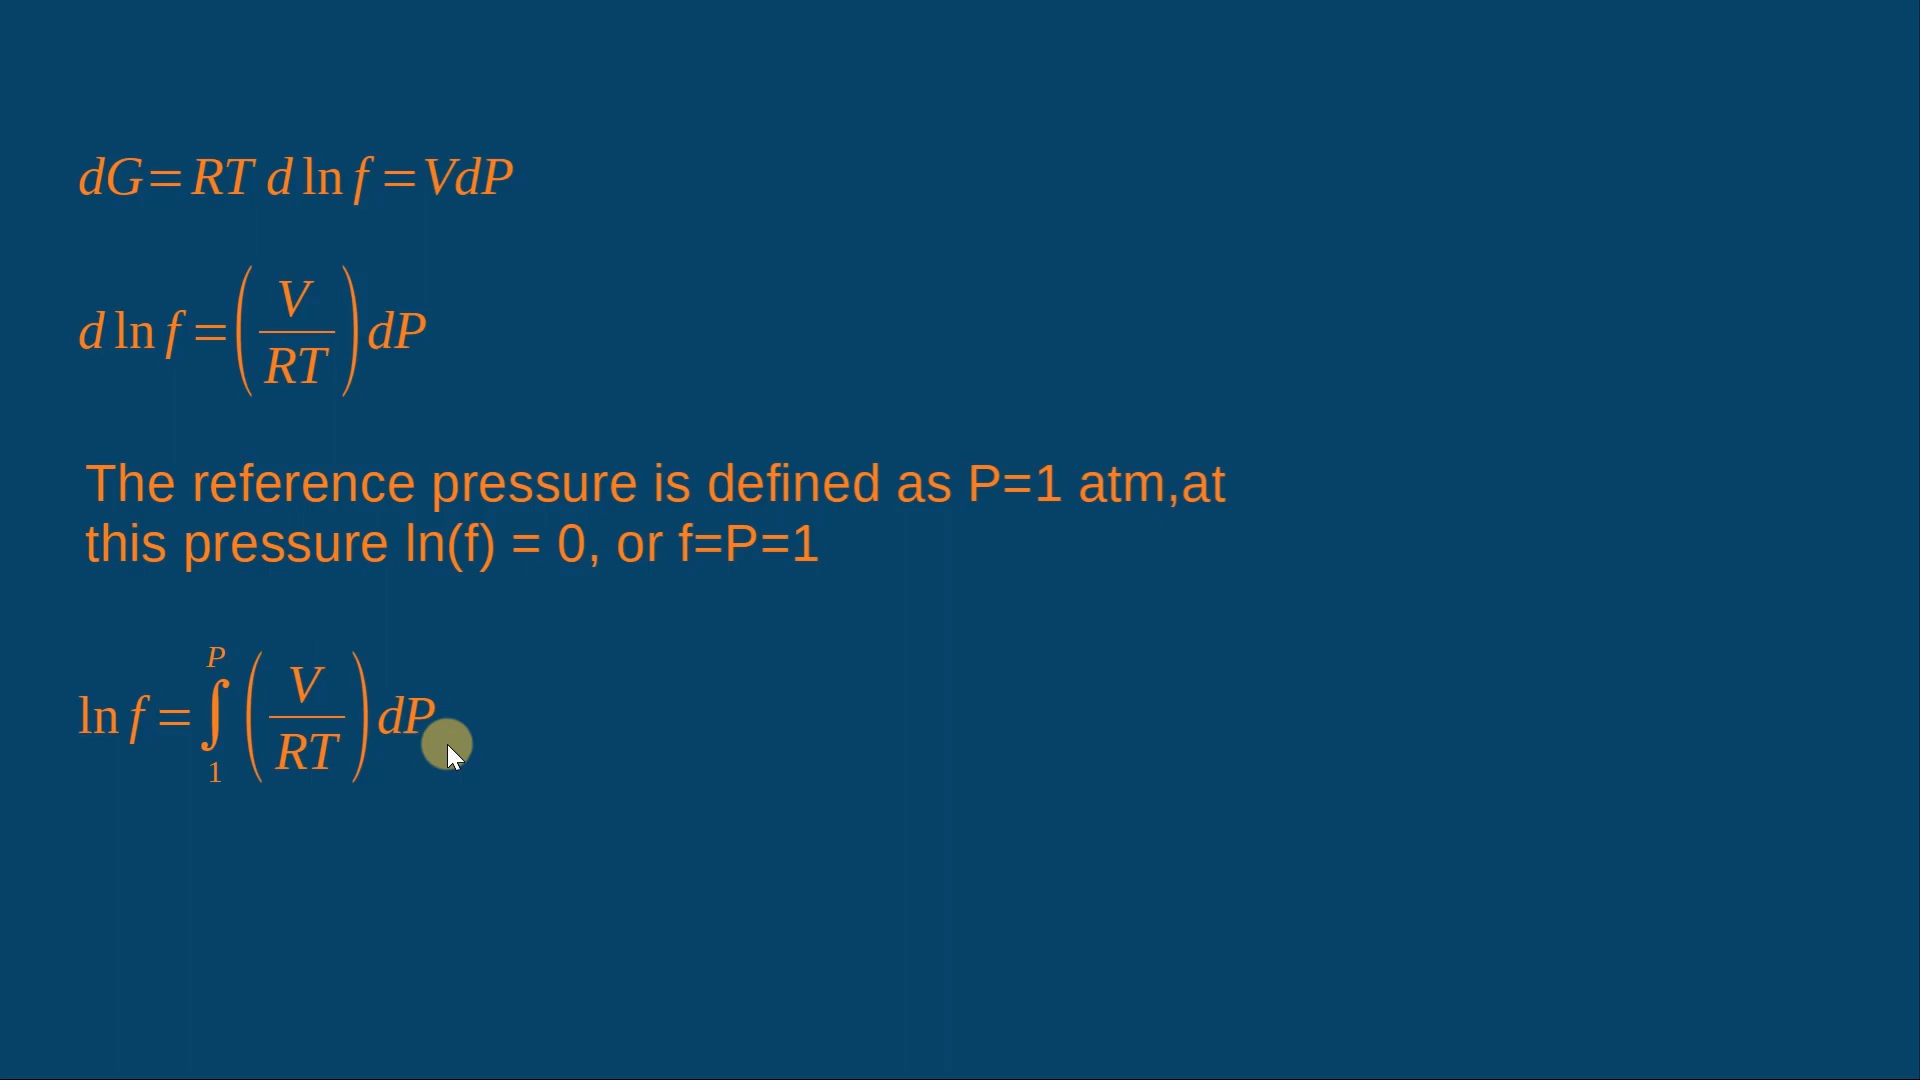 dG=RT d ln f=VdP
d ln f=(V/RT)dP
The reference pressure is defined as P=1 atm,at
this pressure ln(f) = 0, or f=P=1
ln f=∫₁ᴾ(V/RT)dP